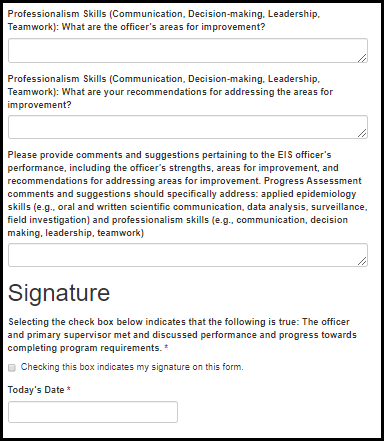 Professionalism Skills (Communication, Decision-making, Leadership,
Teamwork): What are the officer's areas for improvement?
Professionalism Skills (Communication, Decision-making, Leadership,
Teamwork): What are your recommendations for addressing the areas for
improvement?
Please provide comments and suggestions pertaining to the EIS officer's
performance, including the officer's strengths, areas for improvement, and
recommendations for addressing areas for improvement. Progress Assessment
comments and suggestions should specifically address: applied epidemiology
skills (e.g., oral and written scientific communication, data analysis, surveillance,
field investigation) and professionalism skills (e.g., communication, decision
making, leadership, teamwork)
Signature
Selecting the check box below indicates that the following is true: The officer
and primary supervisor met and discussed performance and progress towards
completing program requirements. *
Checking this box indicates my signature on this form.
Today's Date *